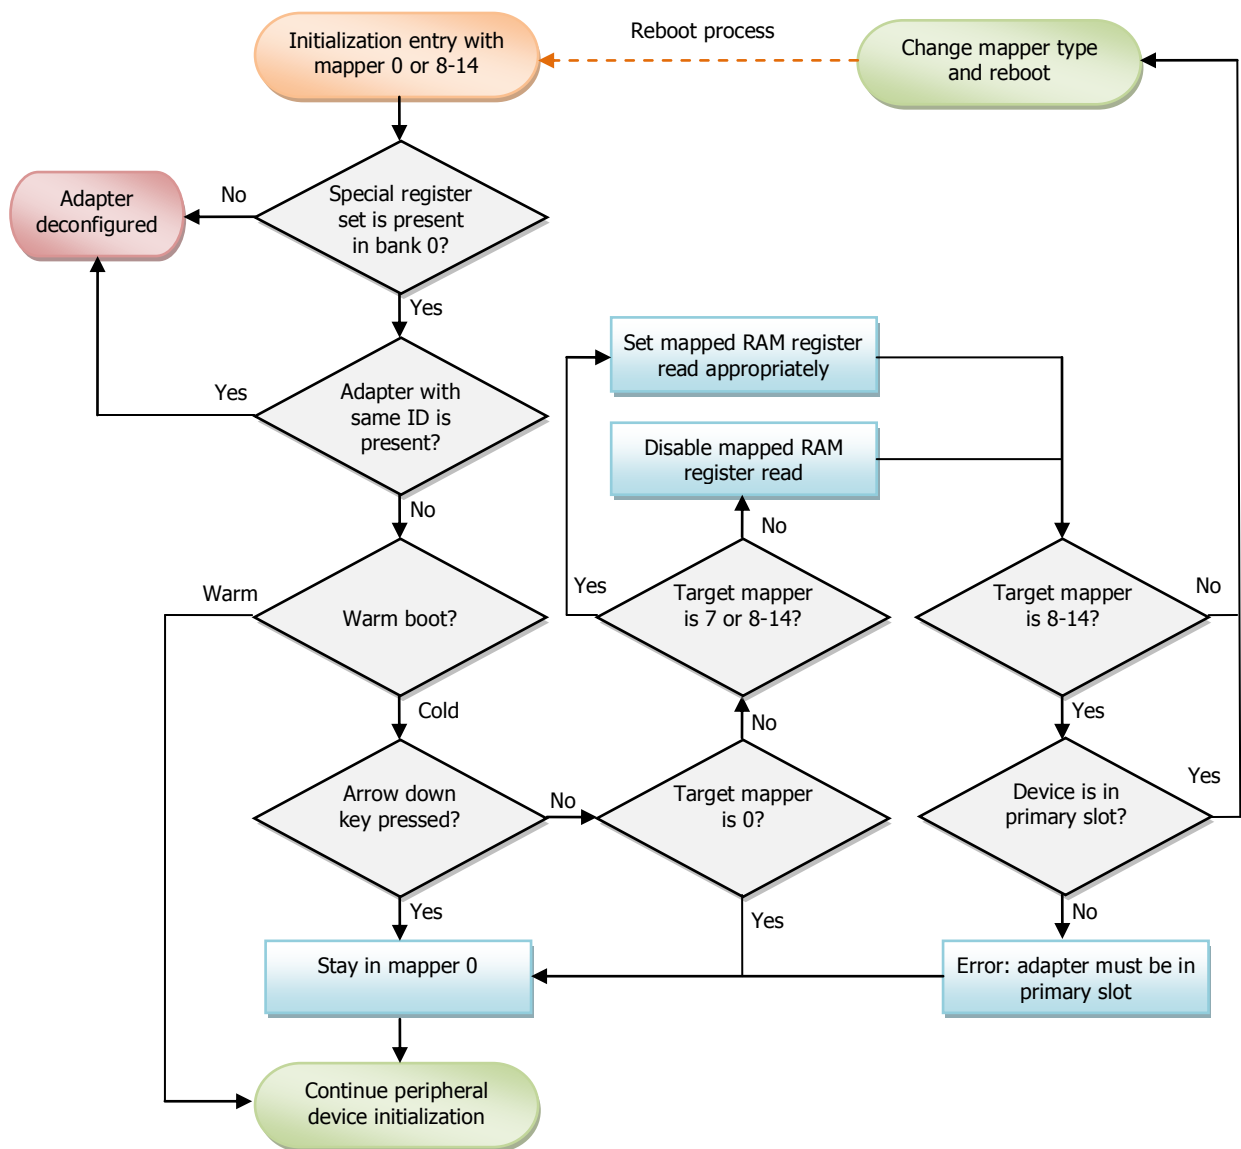 Initialization entry with
mapper 0 or 8-14
Reboot process
Change mapper type
and reboot
Special register
set is present
in bank 0?
No
Adapter
deconfigured
Yes
Adapter with
same ID is
present?
Yes
No
Set mapped RAM register
read appropriately
Disable mapped RAM
register read
No
Warm
Warm boot?
Yes
Target mapper
is 7 or 8-14?
Target mapper
is 8-14?
No
Cold
No
Yes
Arrow down
key pressed?
No
Target mapper
is 0?
Device is in
primary slot?
Yes
Yes
Yes
No
Stay in mapper 0
Error: adapter must be in
primary slot
Continue peripheral
device initialization